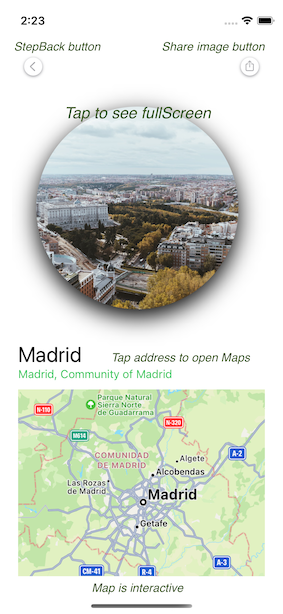 2:23
StepBack button
Share image button
Tap to see fullScreen
Madrid
Tap address to open Maps
Madrid, Community of Madrid
Parque Natural
Sierra Norte
de Guadarrama
N-110
N-320
M614
A-2
COMUNIDAD
DE MADRID
Algete
Alcobendas
Las Rozas
de Madrid
Madrid
Getafe
A-3
CM-41
R-4
Map is interactive